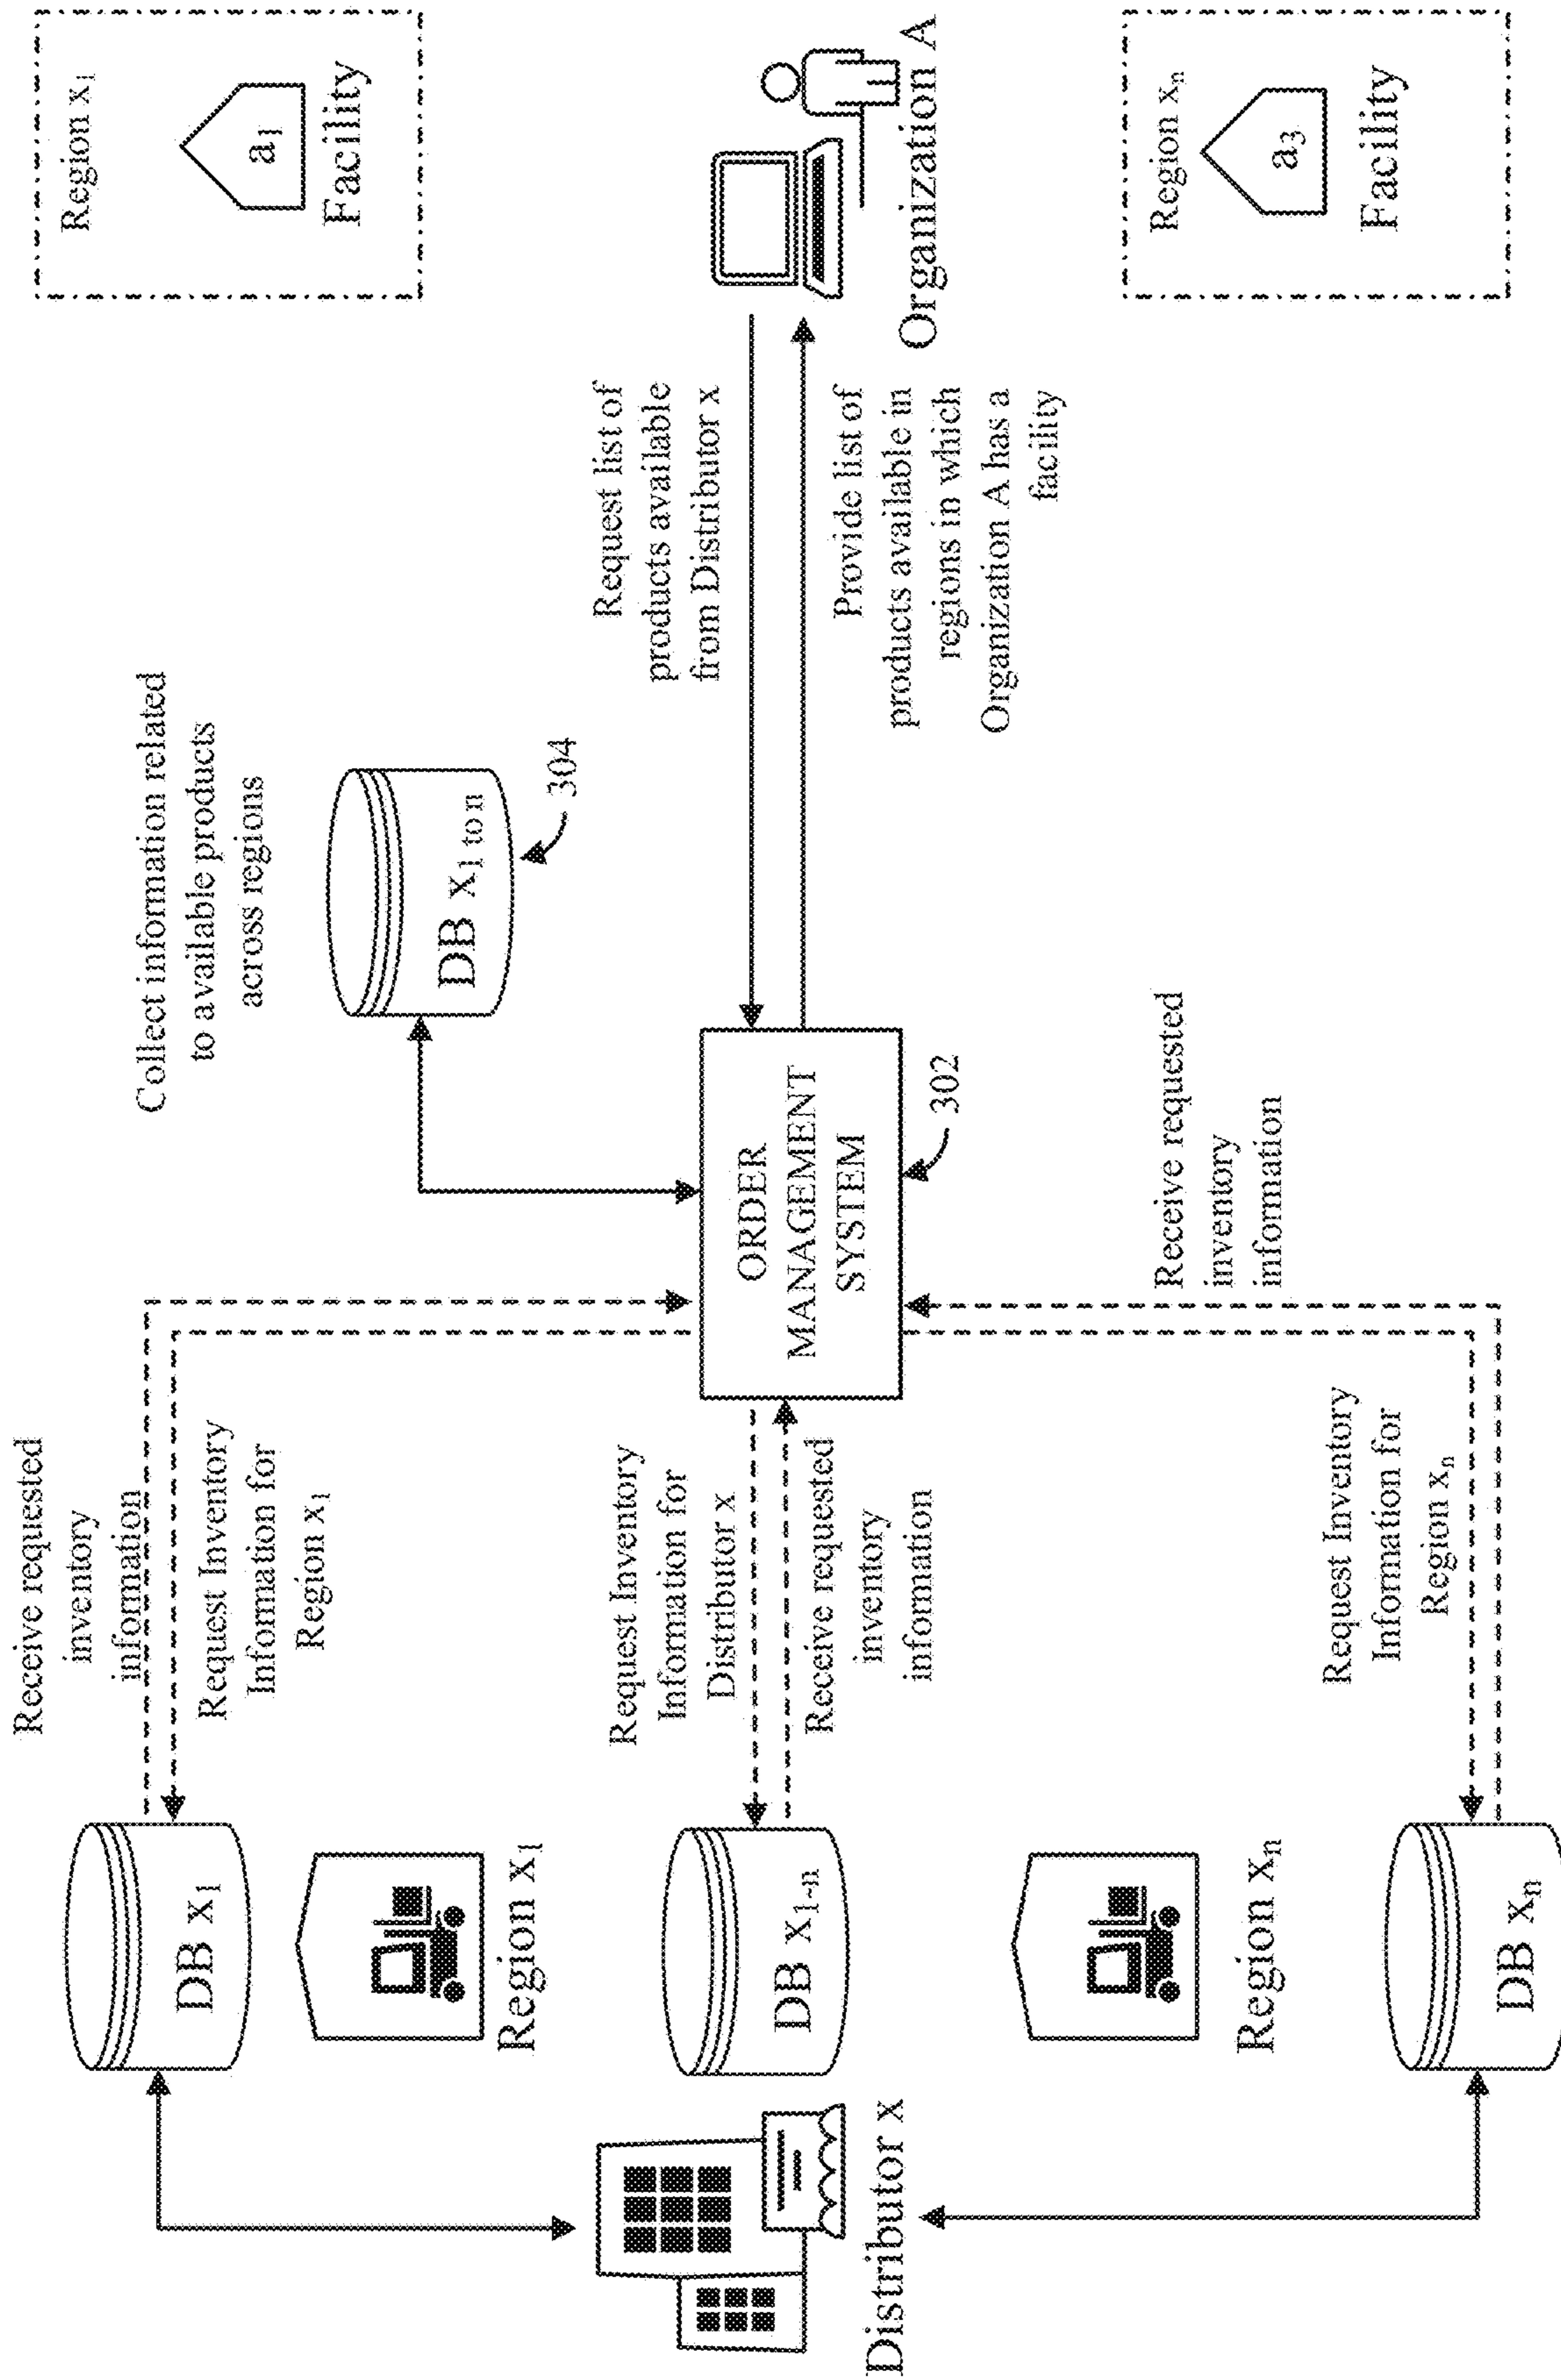 Distributor x
DB x₁
Region x₁
DB x₁₋ₙ
Region xₙ
DB xₙ
Receive requested
inventory
information
Request Inventory
Information for
Region x₁
Request Inventory
Information for
Distributor x
Receive requested
inventory
information
Request Inventory
Information for
Region xₙ
Receive requested
inventory
information
ORDER
MANAGEMENT
SYSTEM
302
Collect information related
to available products
across regions
DB x₁ ₜₒ ₙ
304
Request list of
products available
from Distributor x
Provide list of
products available in
regions in which
Organization A has a
facility
Region x₁
a₁
Facility
Organization A
Region xₙ
a₃
Facility